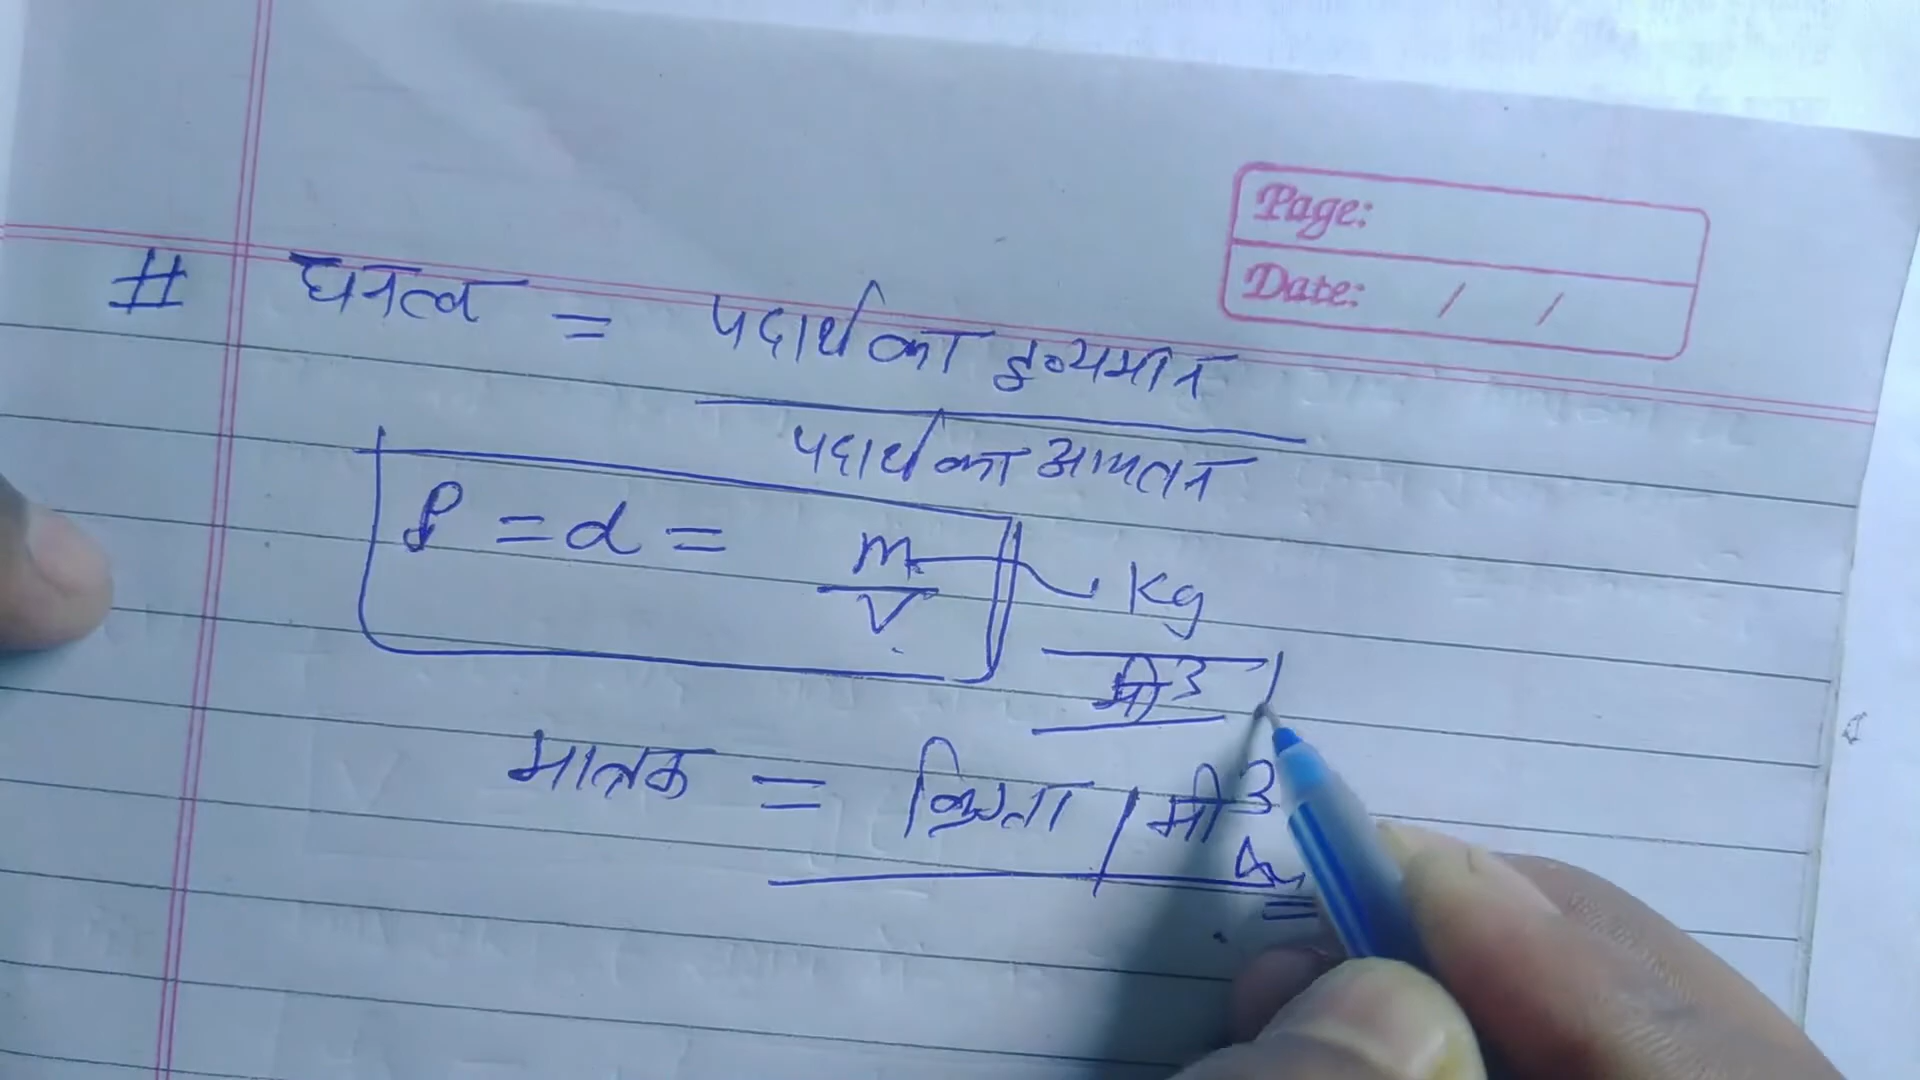 Page:
Date: / /
# घनत्व = पदार्थ का द्रव्यमान
पदार्थ का आयतन
ρ = d = m/V
Kg
मी³
मात्रक = किग्रा / मी³